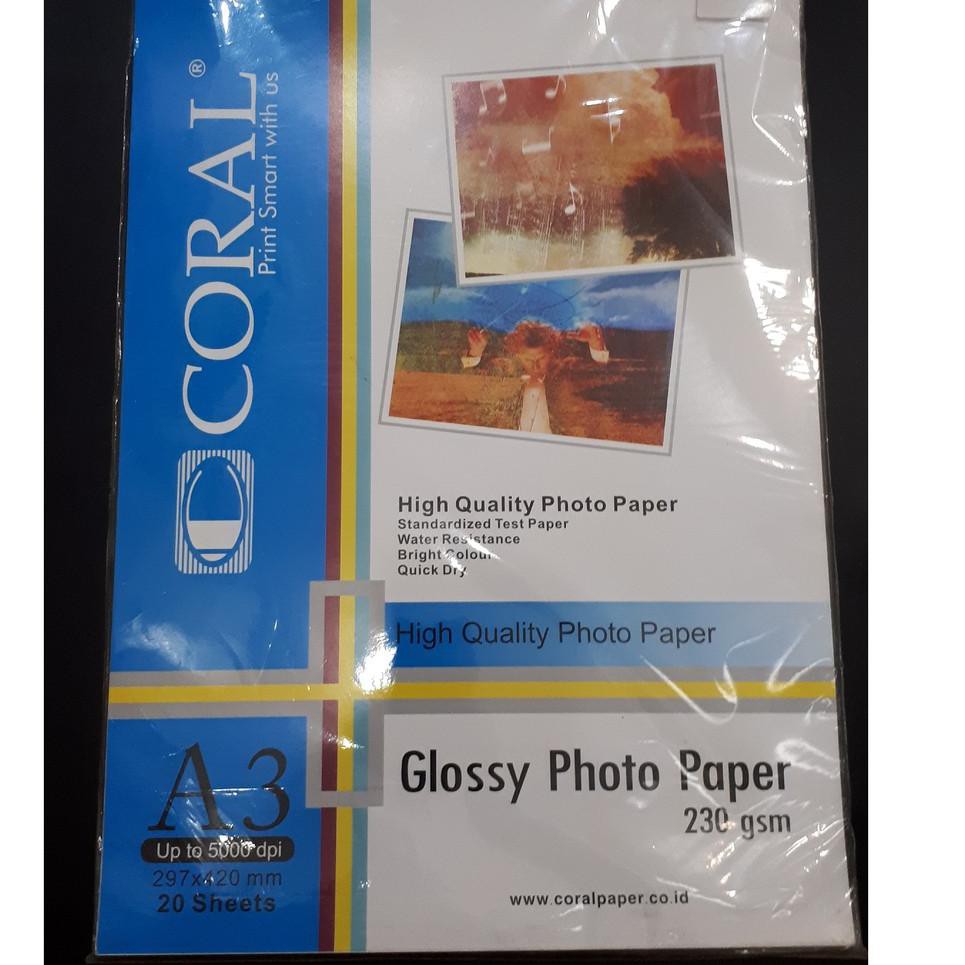 CORAL®
Print Smart with us
High Quality Photo Paper
Standardized Test Paper
Water Resistance
Bright Colour
Quick Dry
High Quality Photo Paper
Glossy Photo Paper
230 gsm
A3
Up to 5000 dpi
297x420 mm
20 Sheets
www.coralpaper.co.id